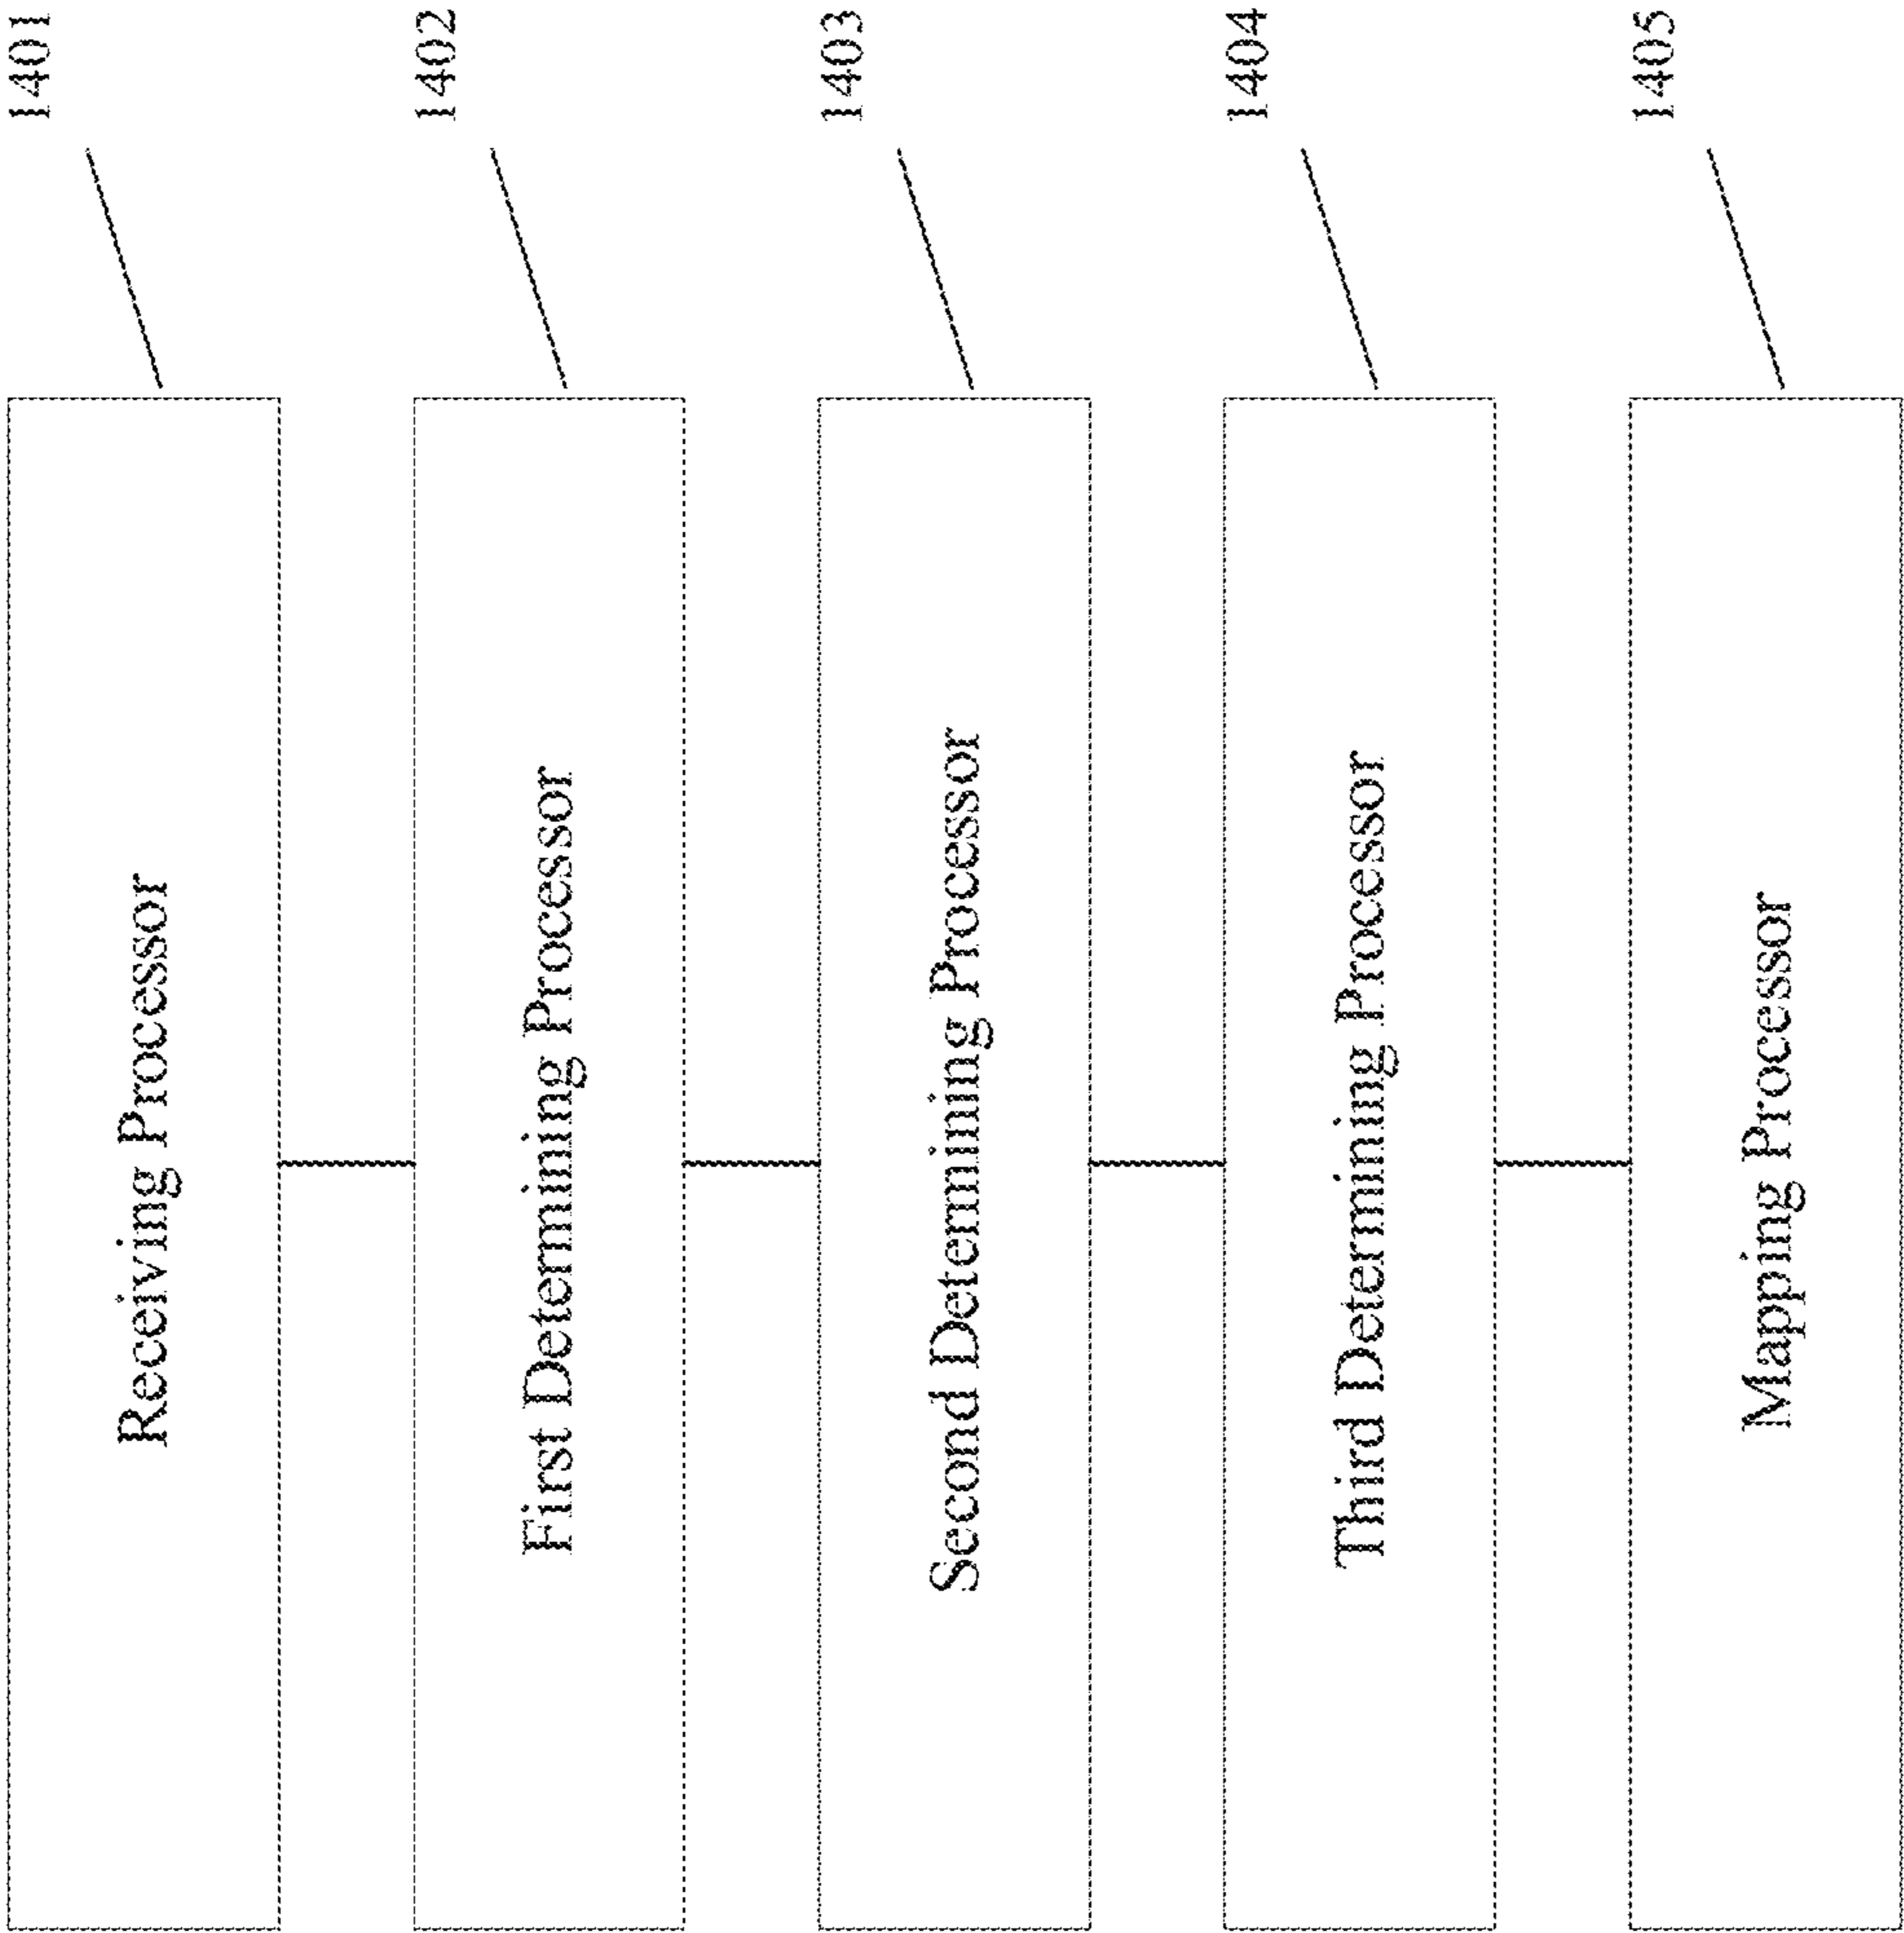 Receiving Processor
1401
First Determining Processor
1402
Second Determining Processor
1403
Third Determining Processor
1404
Mapping Processor
1405